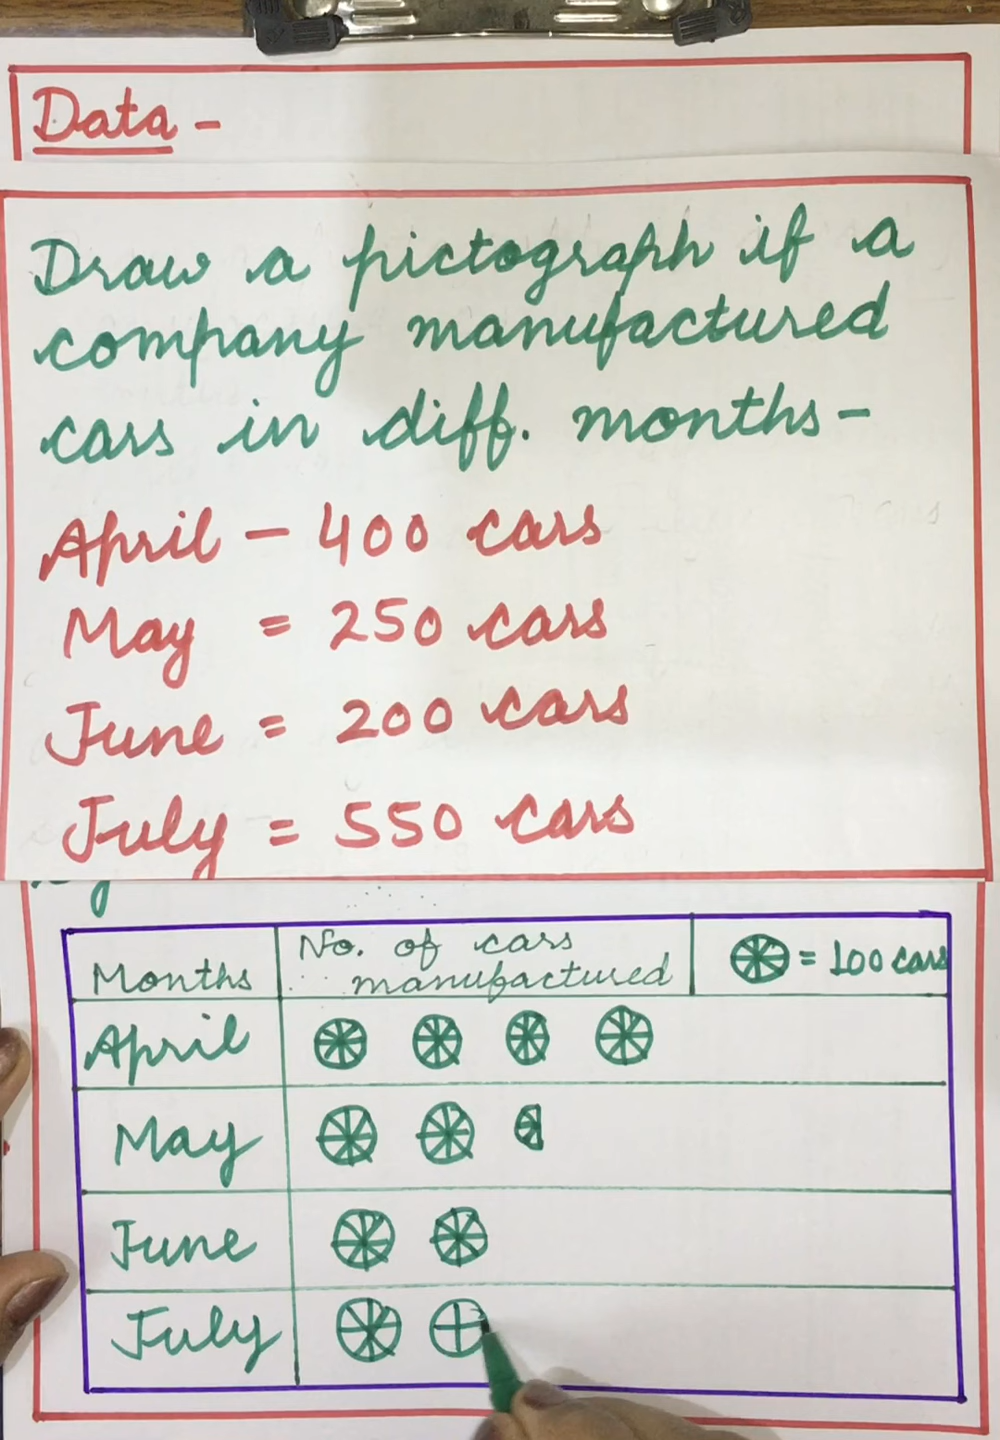 Data -
Draw a pictograph if a
company manufactured
cars in diff. months-
April - 400 cars
May = 250 cars
June = 200 cars
July = 550 cars
Months
No. of cars
manufactured
= 100 cars
April
May
June
July